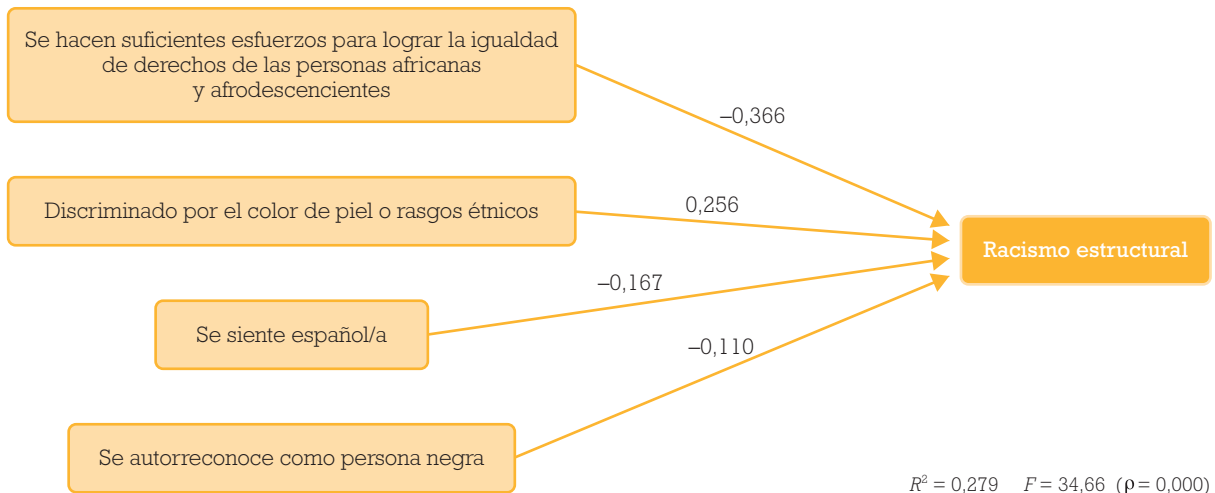 Se hacen suficientes esfuerzos para lograr la igualdad
de derechos de las personas africanas
y afrodescencientes
–0,366
Discriminado por el color de piel o rasgos étnicos
0,256
Racismo estructural
–0,167
Se siente español/a
–0,110
Se autorreconoce como persona negra
R² = 0,279 F = 34,66 (ρ = 0,000)